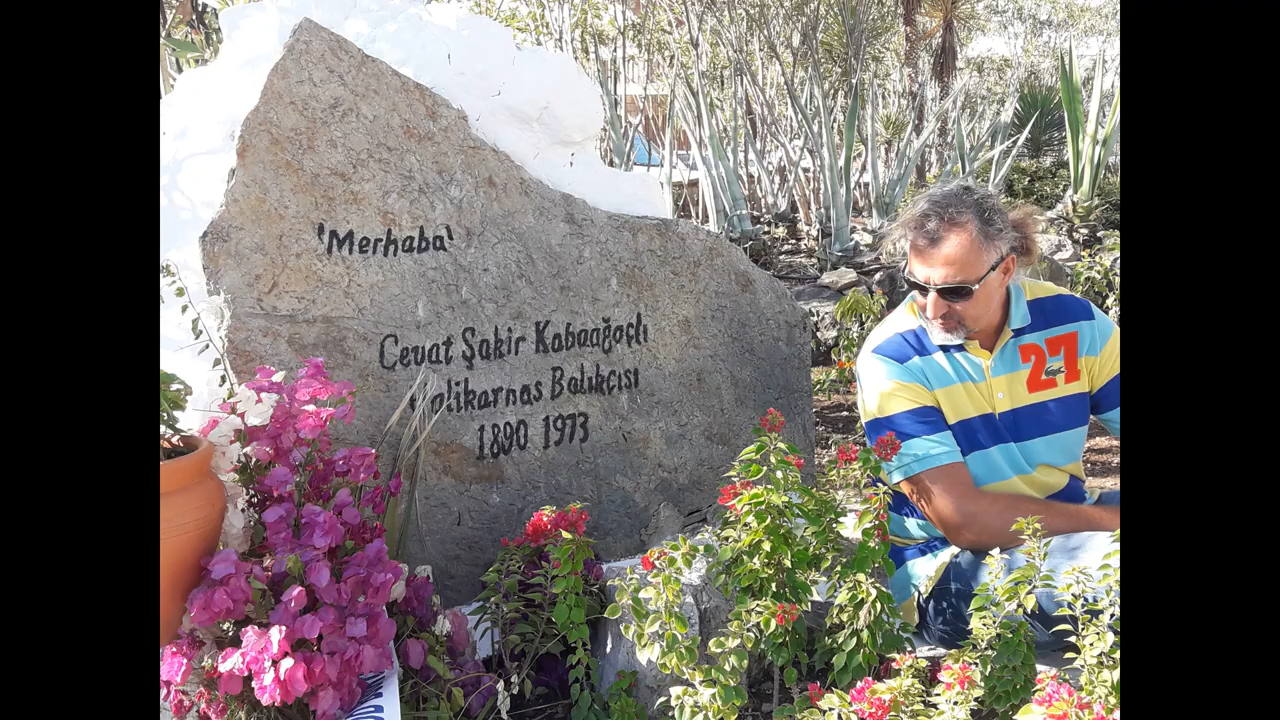 'Merhaba'
Cevat Şakir Kabaağaçlı
Halikarnas Balıkçısı
1890 1973
27